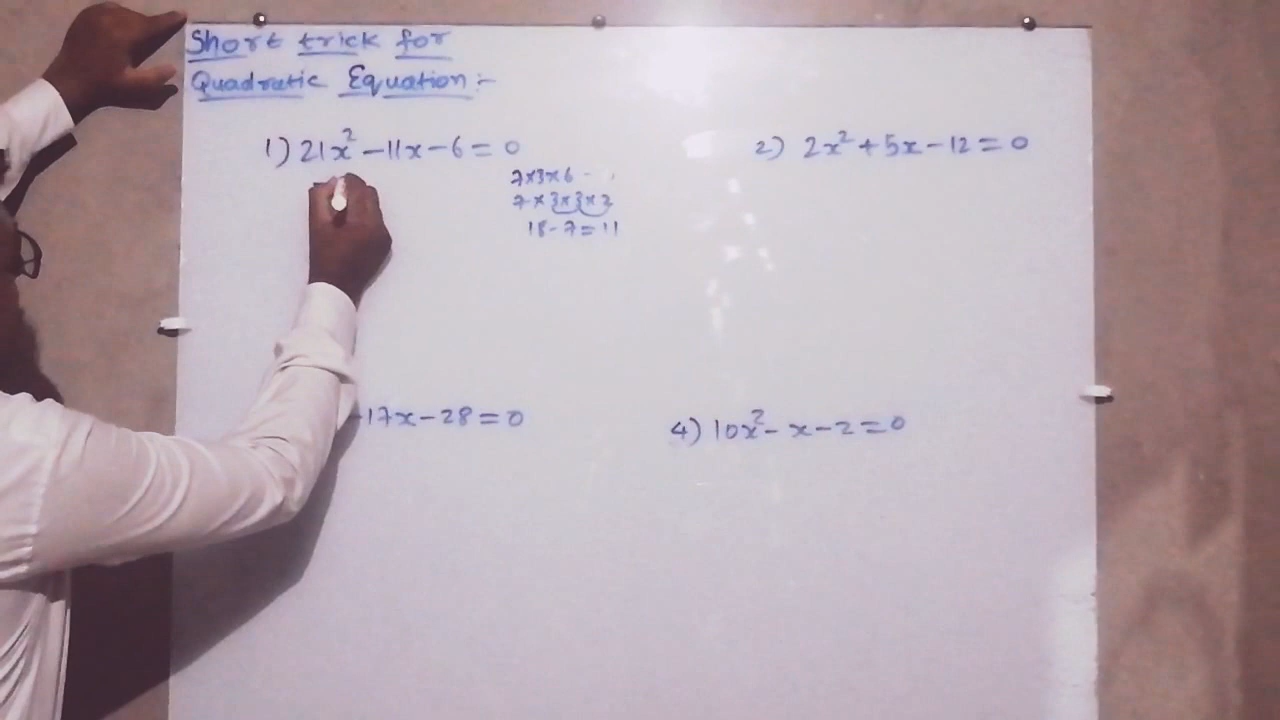 Short trick for
Quadratic Equation :-
1) 21x² - 11x - 6 = 0
7×3×6
7×3×3×2
18-7=11
2) 2x² + 5x - 12 = 0
-17x - 28 = 0
4) 10x² - x - 2 = 0